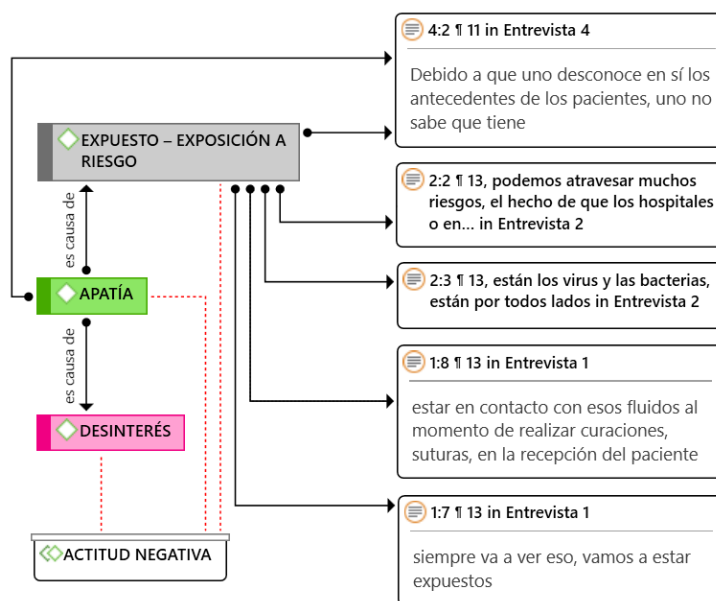 4:2 ¶ 11 in Entrevista 4
Debido a que uno desconoce en sí los
antecedentes de los pacientes, uno no
sabe que tiene
EXPUESTO – EXPOSICIÓN A
RIESGO
2:2 ¶ 13, podemos atravesar muchos
riesgos, el hecho de que los hospitales
o en... in Entrevista 2
es causa de
APATÍA
2:3 ¶ 13, están los virus y las bacterias,
están por todos lados in Entrevista 2
es causa de
DESINTERÉS
1:8 ¶ 13 in Entrevista 1
estar en contacto con esos fluidos al
momento de realizar curaciones,
suturas, en la recepción del paciente
ACTITUD NEGATIVA
1:7 ¶ 13 in Entrevista 1
siempre va a ver eso, vamos a estar
expuestos